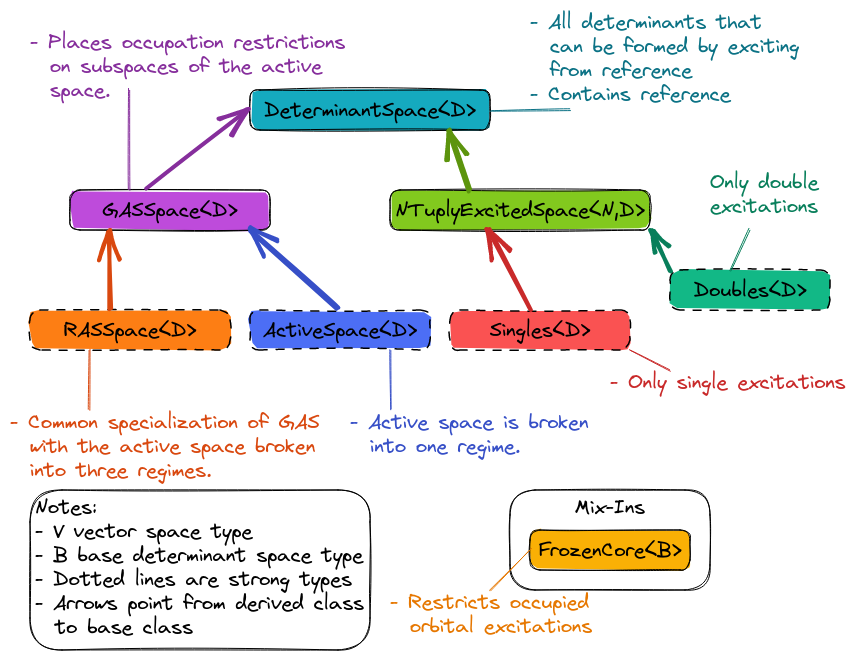 - Places occupation restrictions
on subspaces of the active
space.
- All determinants that
can be formed by exciting
from reference
- Contains reference
DeterminantSpace<D>
GASSpace<D>
NTuplyExcitedSpace<N,D>
Only double
excitations
Doubles<D>
RASSpace<D>
ActiveSpace<D>
Singles<D>
- Only single excitations
- Common specialization of GAS
with the active space broken
into three regimes.
- Active space is broken
into one regime.
Notes:
- V vector space type
- B base determinant space type
- Dotted lines are strong types
- Arrows point from derived class
to base class
Mix-Ins
FrozenCore<B>
- Restricts occupied
orbital excitations